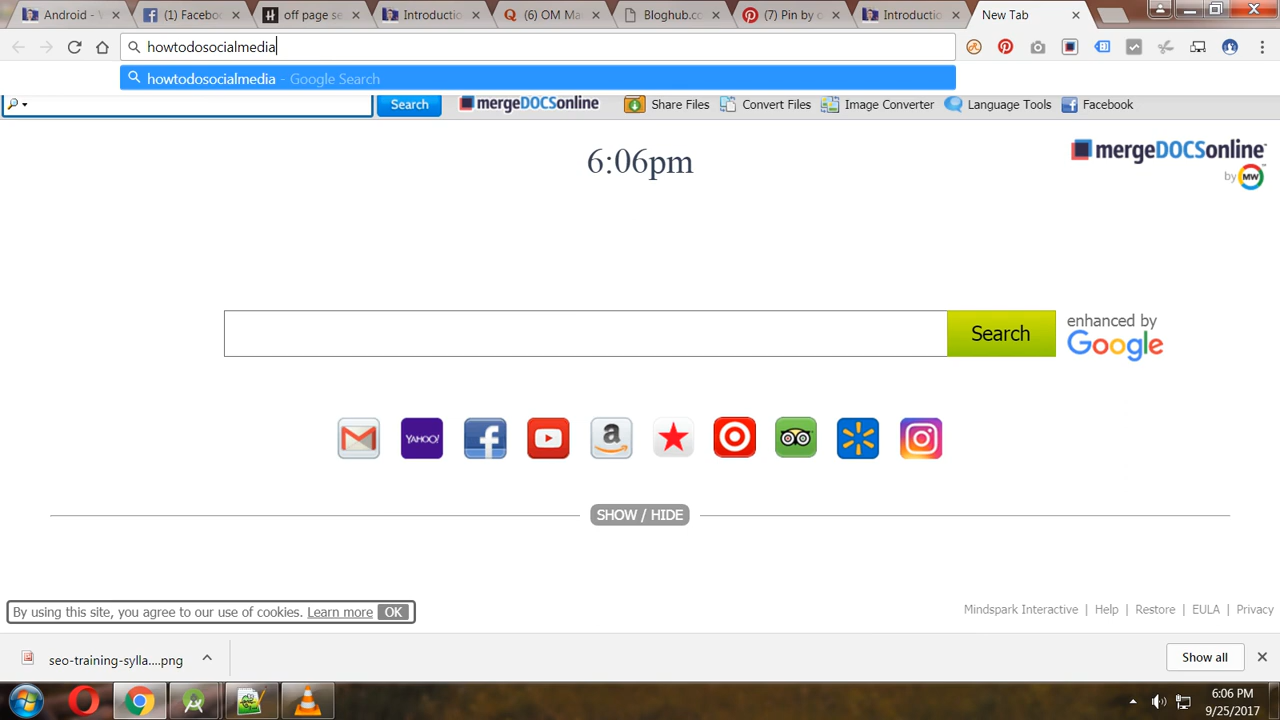 Android - W
(1) Facebo
off page se
Introductio
(6) QM Ma
Bloghub.co
(7) Pin by o
Introductio
New Tab
howtodosocialmedia
howtodosocialmedia - Google Search
Search
mergeDOCSonline
Share Files
Convert Files
Image Converter
Language Tools
Facebook
6:06pm
mergeDOCSonline
by MW
Search
enhanced by
Google
YAHOO!
SHOW / HIDE
By using this site, you agree to our use of cookies. Learn more OK
Mindspark Interactive Help Restore EULA Privacy
seo-training-sylla....png
Show all
6:06 PM
9/25/2017